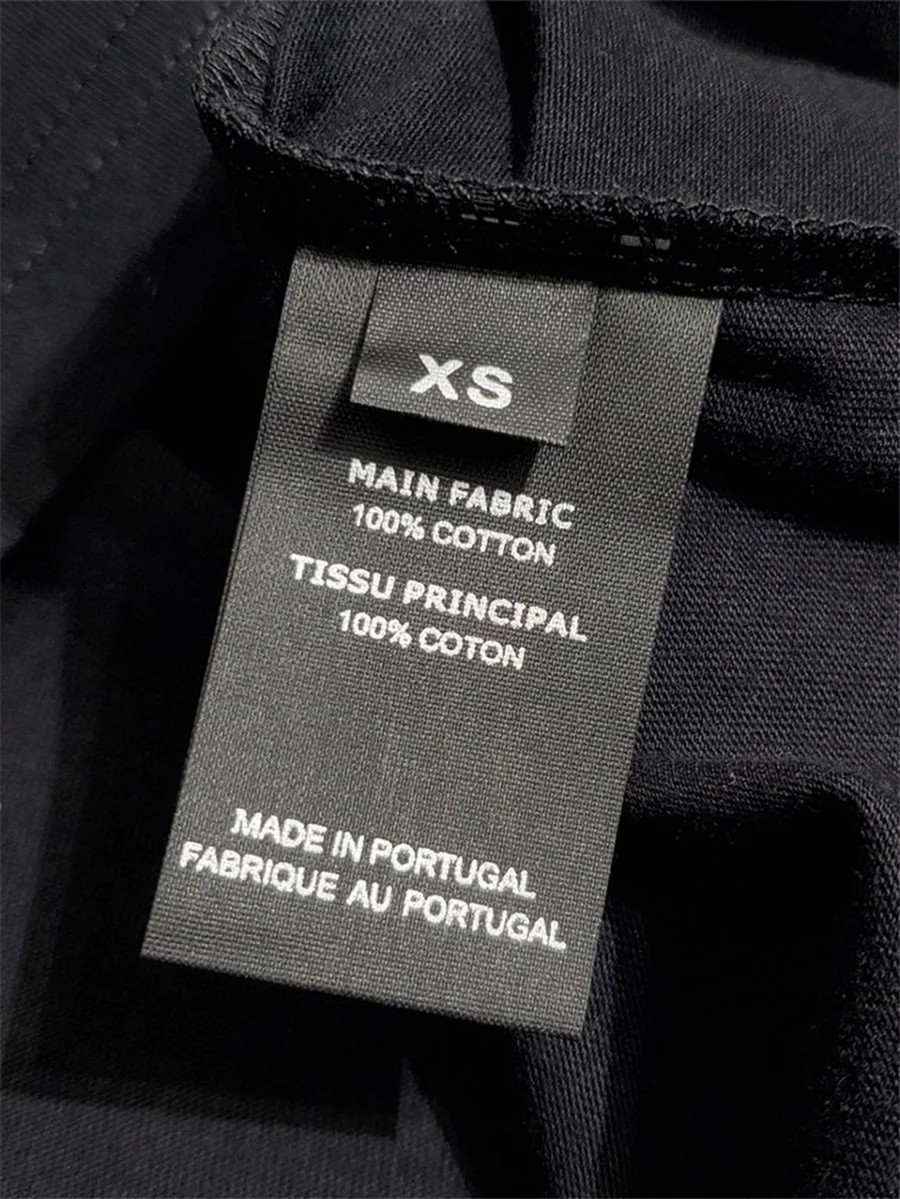 XS
MAIN FABRIC
100% COTTON
TISSU PRINCIPAL
100% COTON
MADE IN PORTUGAL
FABRIQUE AU PORTUGAL